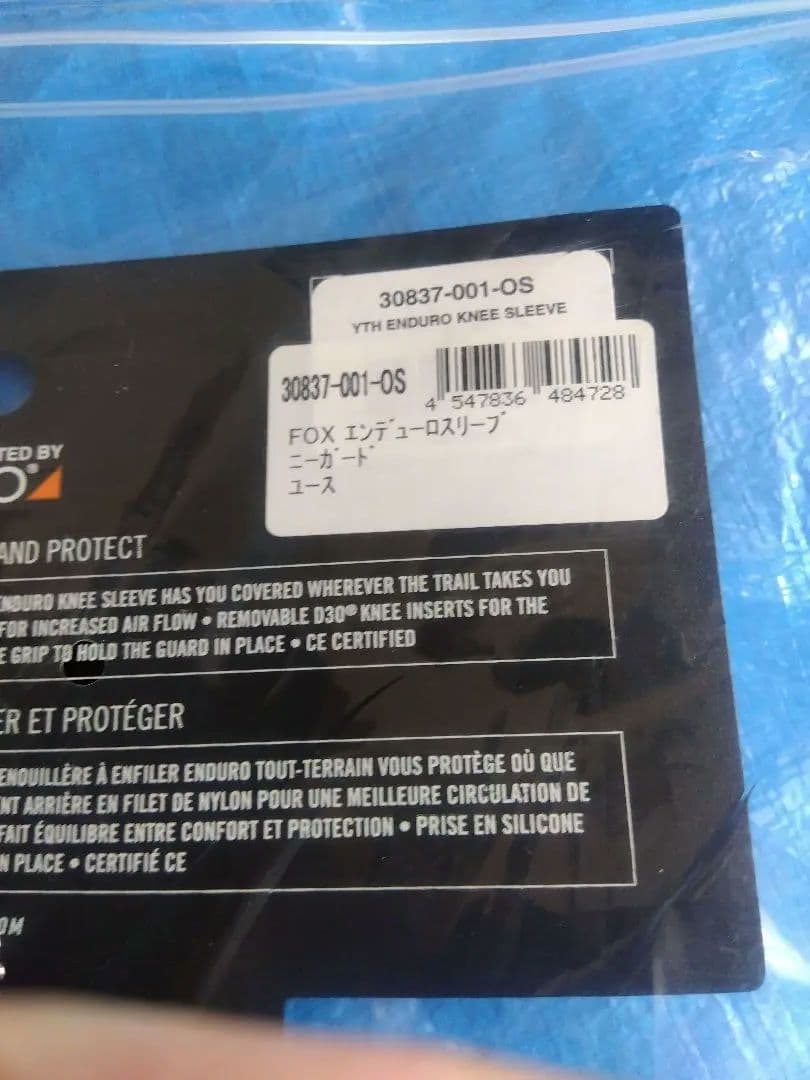 30837-001-OS
YTH ENDURO KNEE SLEEVE
30837-001-OS
4 547836 484728
FOX エンデューロスリーブ
ニーガード
ユース
TED BY
O®
AND PROTECT
ENDURO KNEE SLEEVE HAS YOU COVERED WHEREVER THE TRAIL TAKES YOU
FOR INCREASED AIR FLOW • REMOVABLE D3O® KNEE INSERTS FOR THE
E GRIP TO HOLD THE GUARD IN PLACE • CE CERTIFIED
ER ET PROTÉGER
ENOUILLÈRE À ENFILER ENDURO TOUT-TERRAIN VOUS PROTÈGE OÙ QUE
NT ARRIÈRE EN FILET DE NYLON POUR UNE MEILLEURE CIRCULATION DE
FAIT ÉQUILIBRE ENTRE CONFORT ET PROTECTION • PRISE EN SILICONE
N PLACE • CERTIFIÉ CE
OM